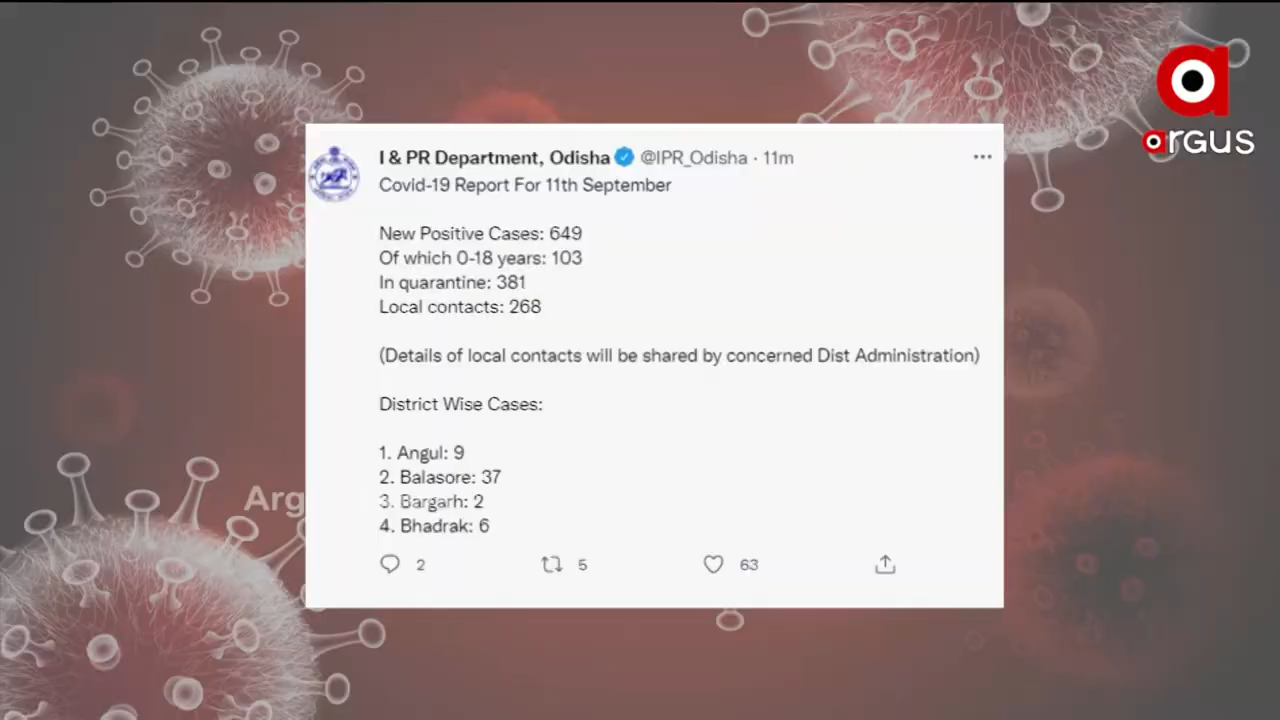 argus
I & PR Department, Odisha @IPR_Odisha · 11m
Covid-19 Report For 11th September
New Positive Cases: 649
Of which 0-18 years: 103
In quarantine: 381
Local contacts: 268
(Details of local contacts will be shared by concerned Dist Administration)
District Wise Cases:
1. Angul: 9
2. Balasore: 37
3. Bargarh: 2
4. Bhadrak: 6
Arg
2 5 63